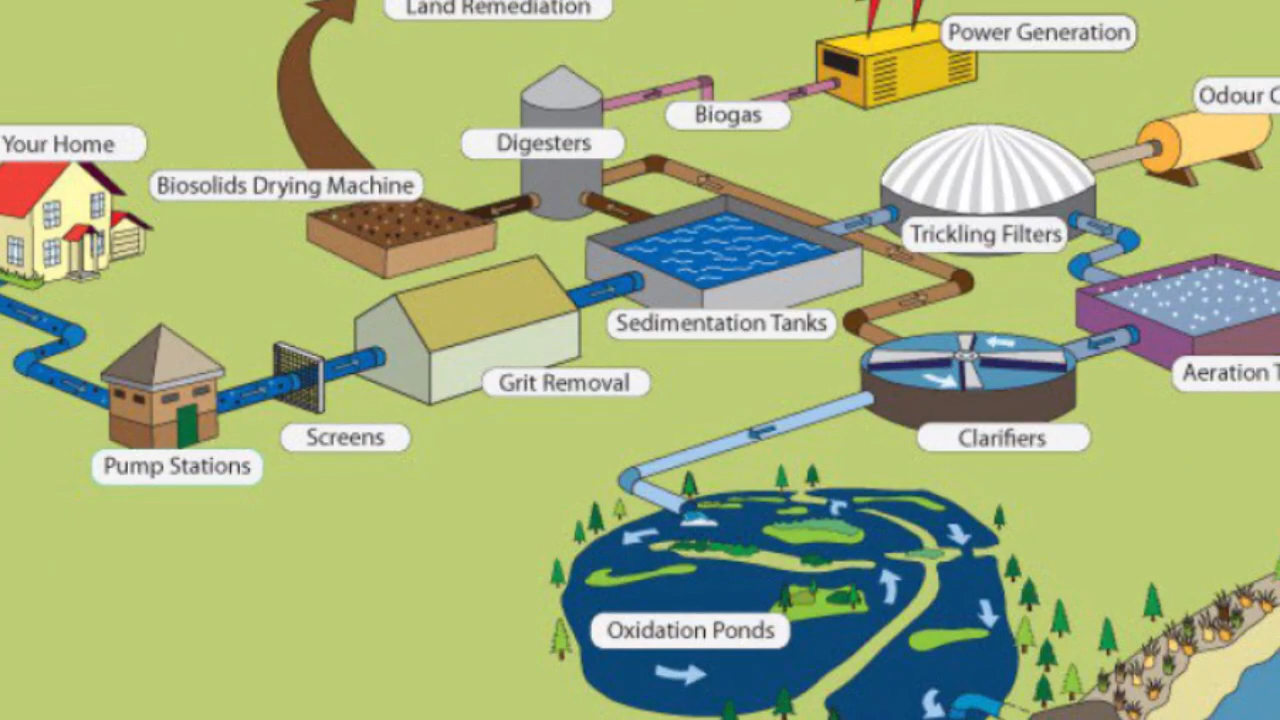 Land Remediation
Power Generation
Odour
Biogas
Your Home
Digesters
Biosolids Drying Machine
Trickling Filters
Sedimentation Tanks
Aeration
Grit Removal
Screens
Clarifiers
Pump Stations
Oxidation Ponds